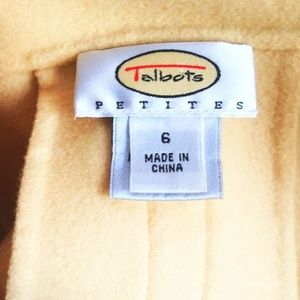 Talbots
PETITES
6
MADE IN
CHINA